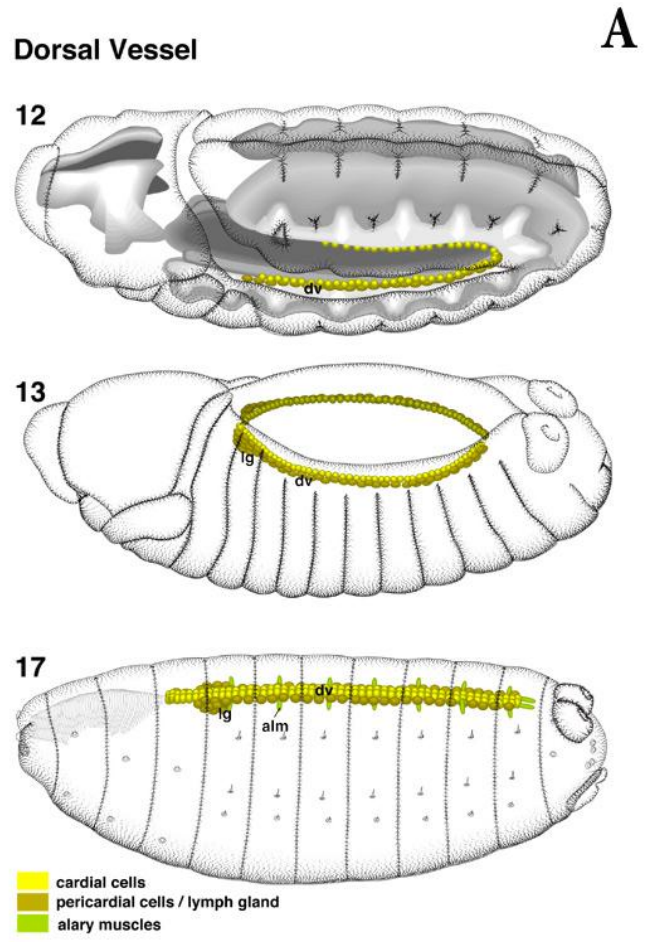 A
Dorsal Vessel
12
dv
13
lg
dv
17
dv
lg
alm
cardial cells
pericardial cells / lymph gland
alary muscles